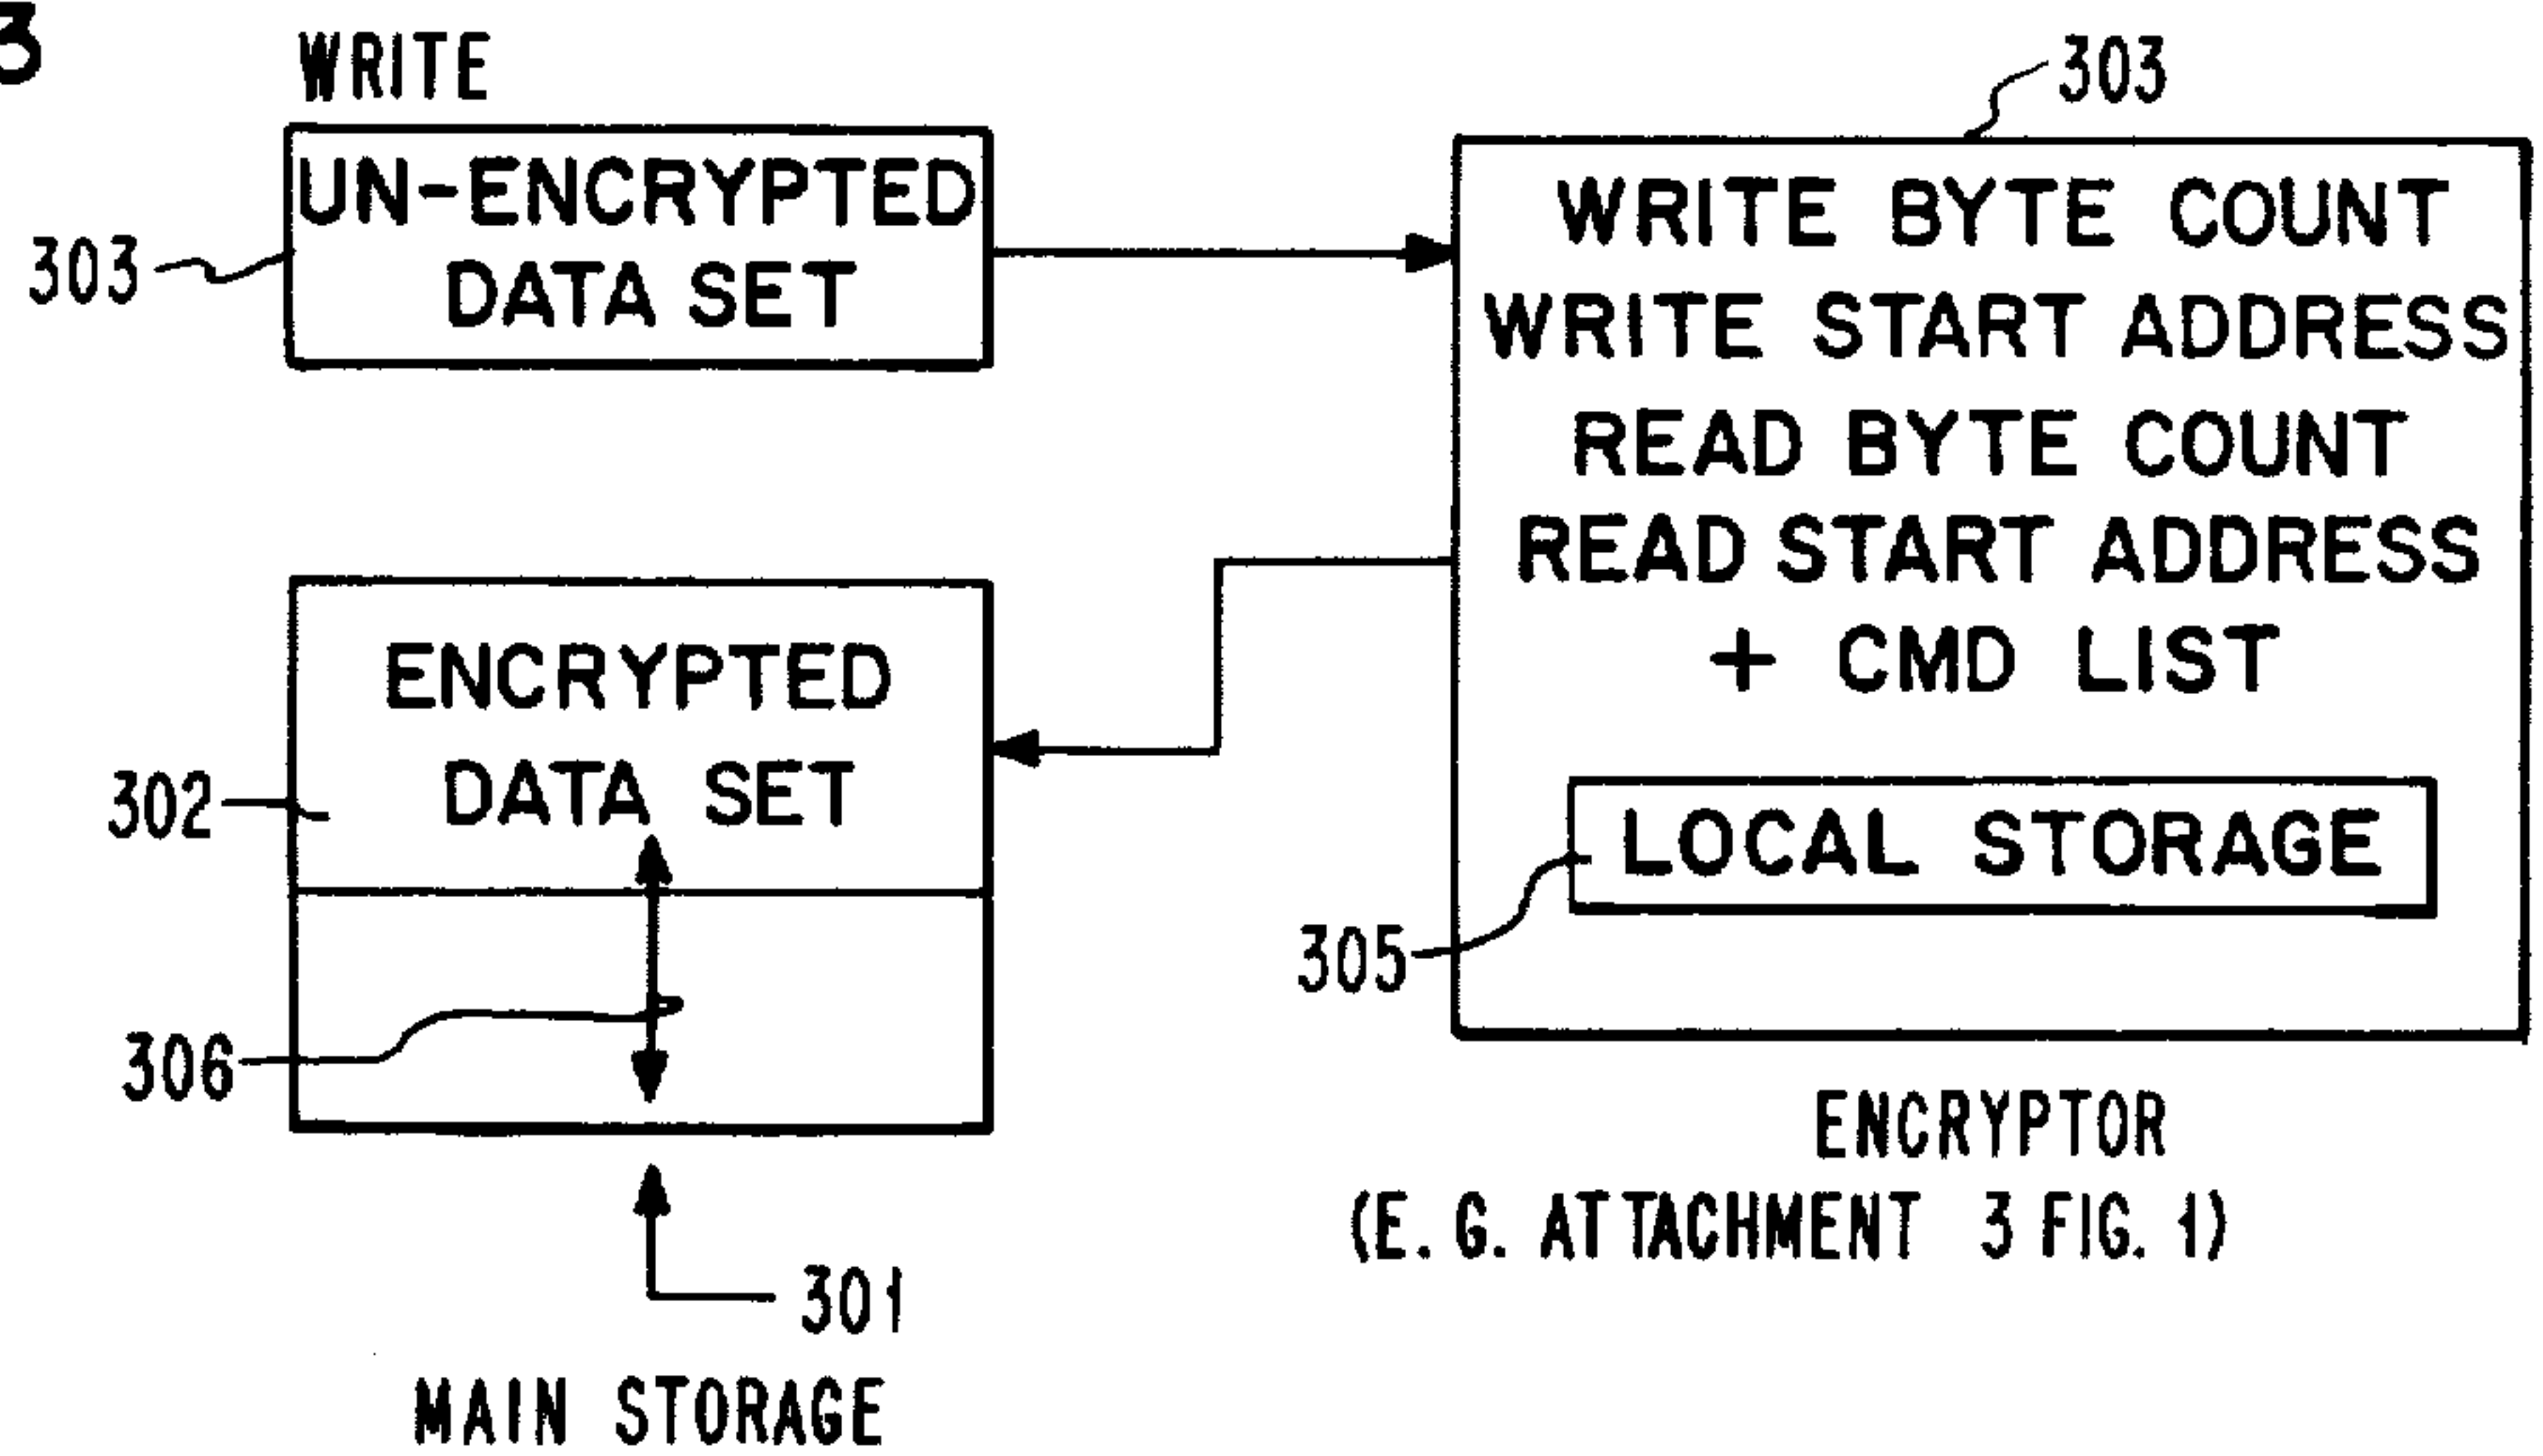 3
WRITE
UN-ENCRYPTED
DATA SET
303
303
WRITE BYTE COUNT
WRITE START ADDRESS
READ BYTE COUNT
READ START ADDRESS
+ CMD LIST
LOCAL STORAGE
305
ENCRYPTED
DATA SET
302
306
301
MAIN STORAGE
ENCRYPTOR
(E.G. ATTACHMENT 3 FIG. 1)